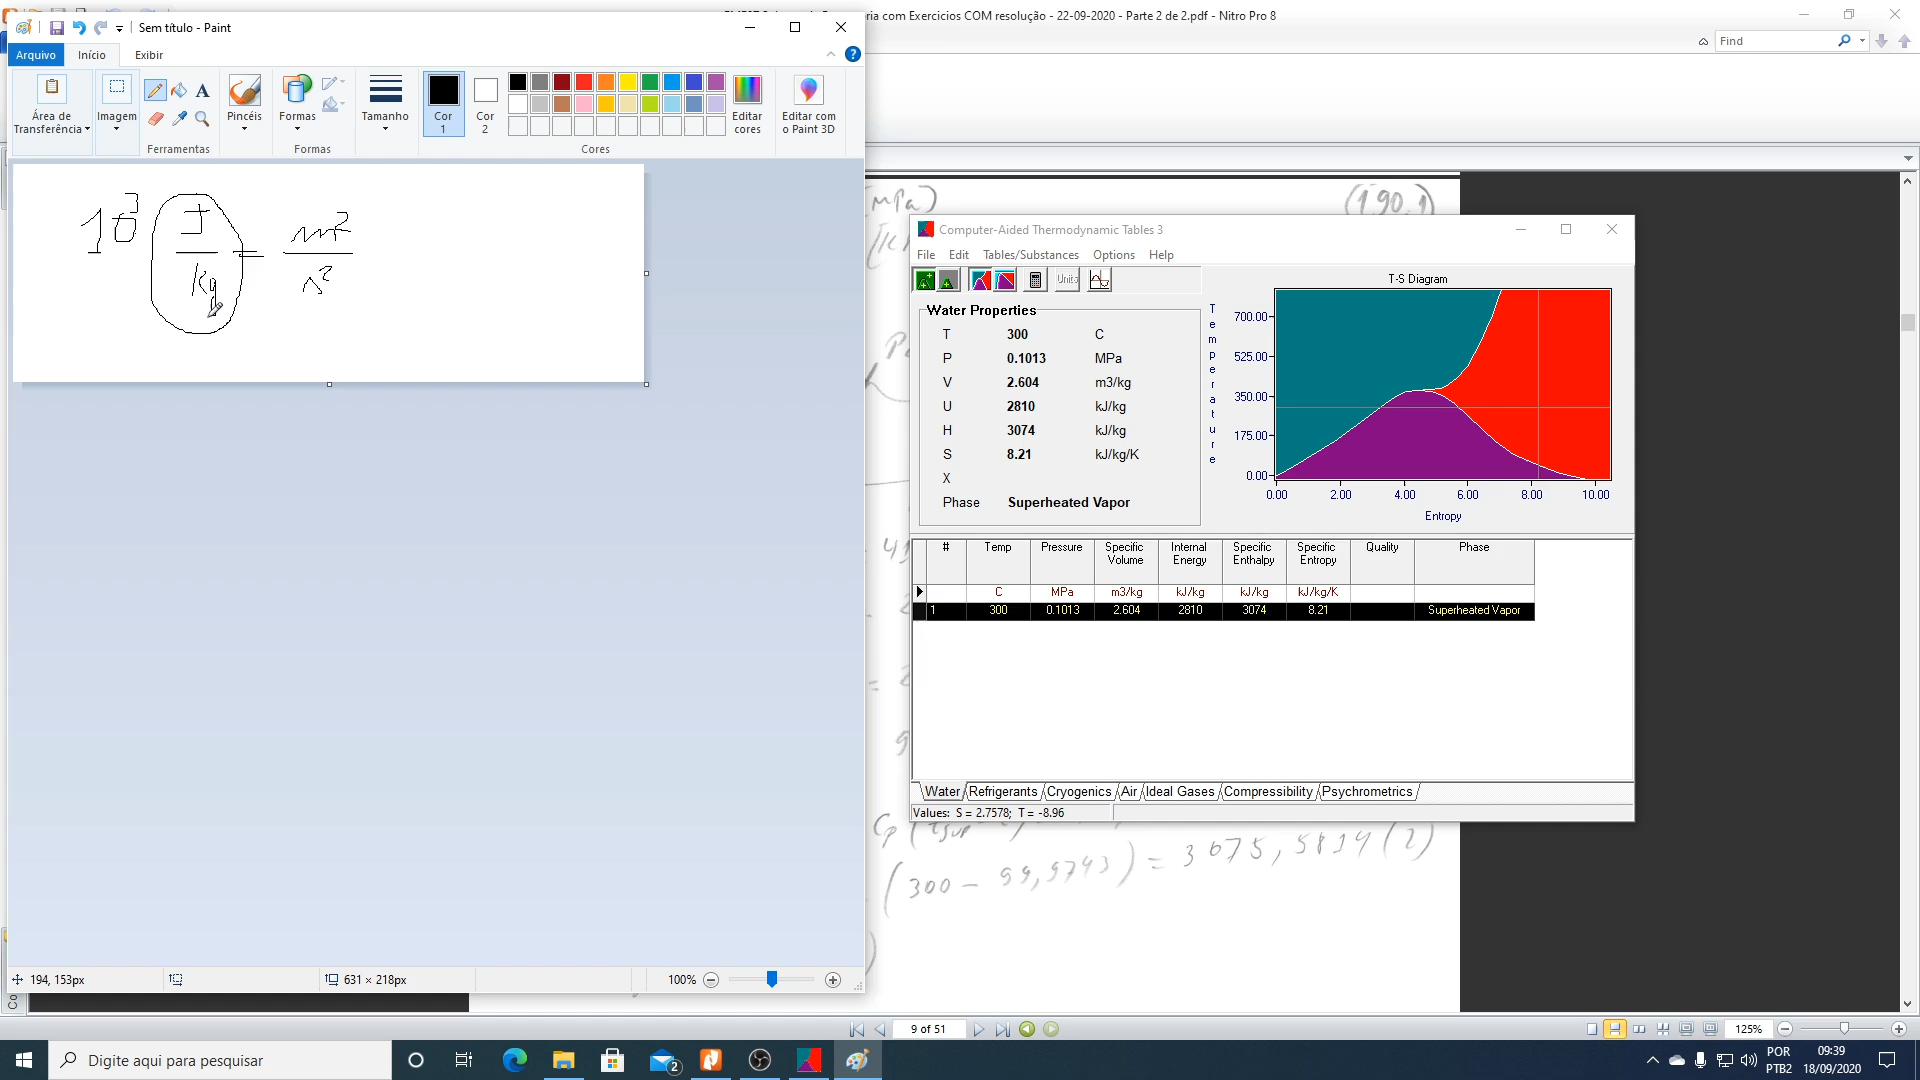 Sem título - Paint
ria com Exercicios COM resolução - 22-09-2020 - Parte 2 de 2.pdf - Nitro Pro 8
Find
Arquivo Início Exibir
Área de Transferência
Imagem
Ferramentas
Pincéis
Formas
Formas
Tamanho
Cor 1
Cor 2
Cores
Editar cores
Editar com o Paint 3D
10³ J/kg = m²/s²
[MPa) (190.1)
Computer-Aided Thermodynamic Tables 3
File Edit Tables/Substances Options Help
Units
Water Properties
T 300 C
P 0.1013 MPa
V 2.604 m3/kg
U 2810 kJ/kg
H 3074 kJ/kg
S 8.21 kJ/kg/K
X
Phase Superheated Vapor
T-S Diagram
Temperature
700.00
525.00
350.00
175.00
0.00
0.00 2.00 4.00 6.00 8.00 10.00
Entropy
# Temp Pressure Specific Volume Internal Energy Specific Enthalpy Specific Entropy Quality Phase
C MPa m3/kg kJ/kg kJ/kg kJ/kg/K
1 300 0.1013 2.604 2810 3074 8.21 Superheated Vapor
Water Refrigerants Cryogenics Air Ideal Gases Compressibility Psychrometrics
Values: S = 2.7578; T = -8.96
(300 - 99,9743) = 3075,5814 (2)
194, 153px
631 × 218px
100%
9 of 51
125%
Digite aqui para pesquisar
2
POR
PTB2
09:39
18/09/2020